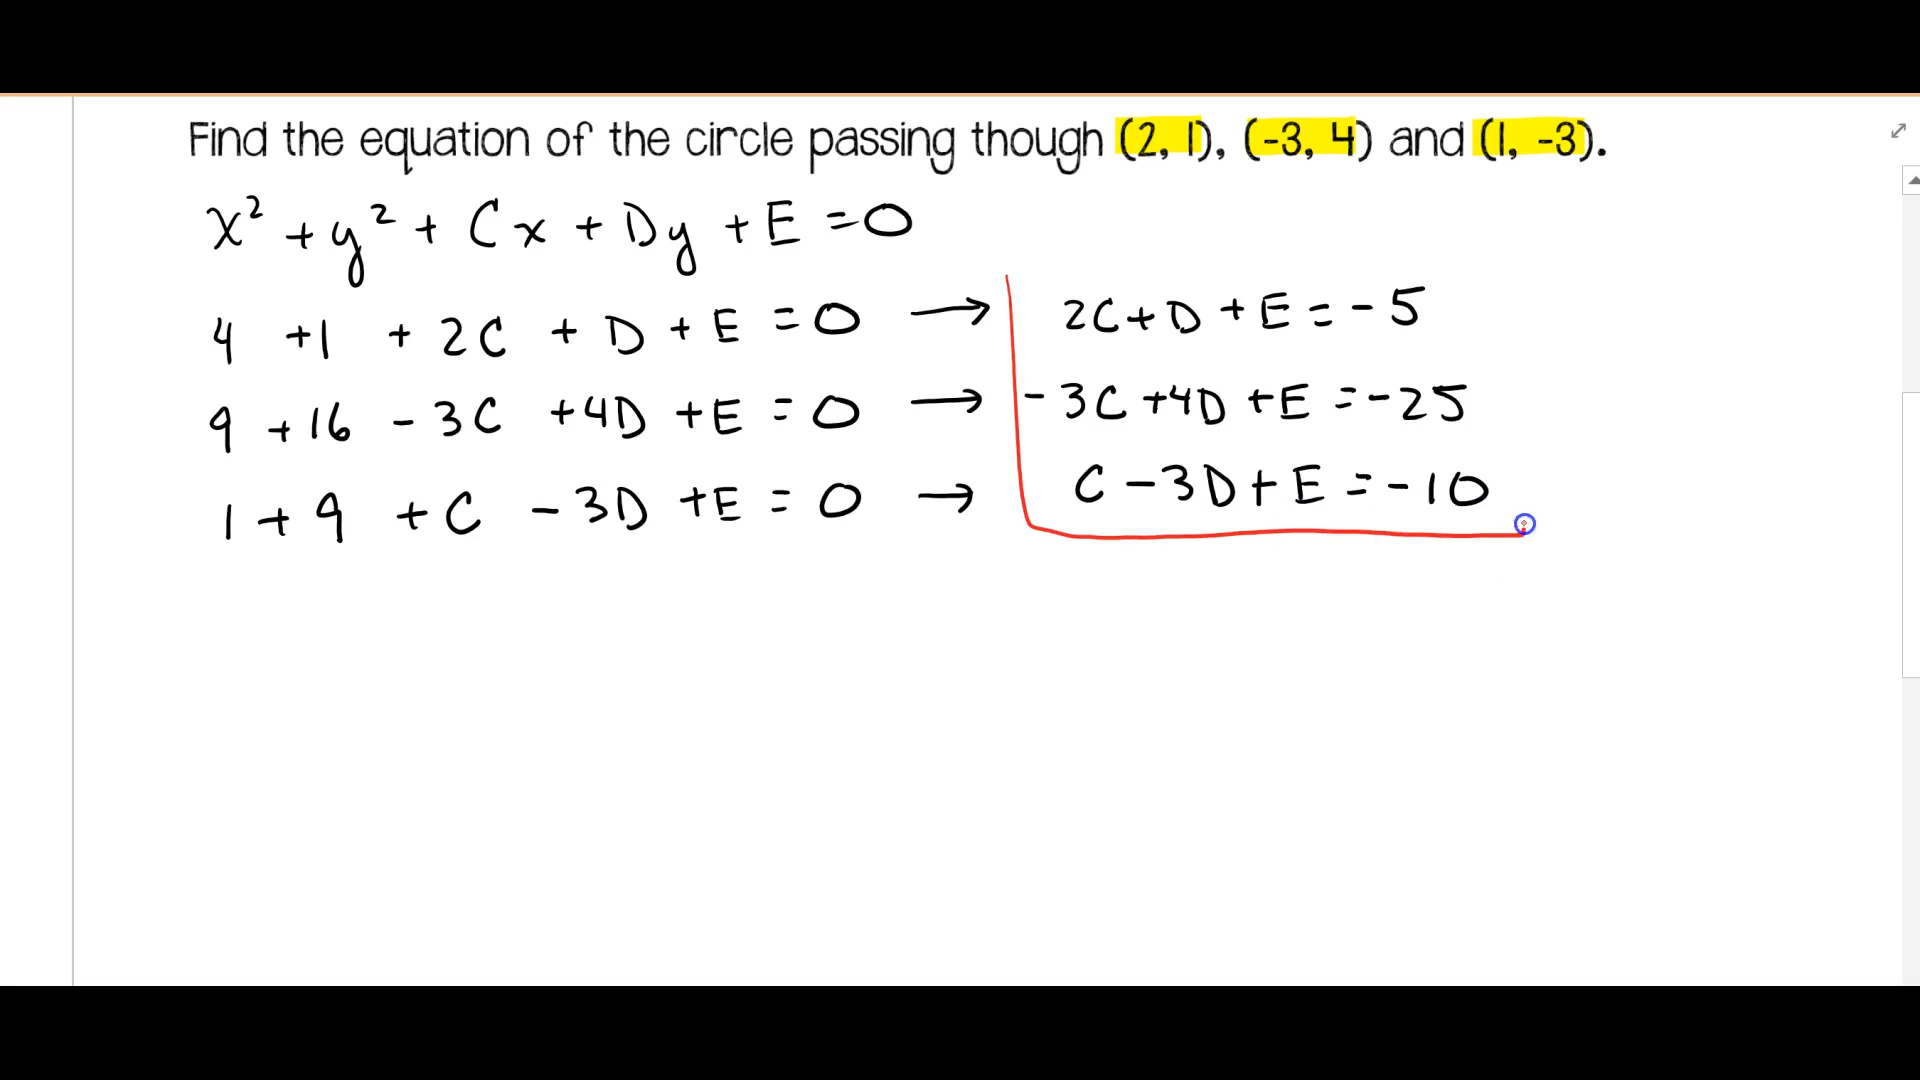 Find the equation of the circle passing though (2, 1), (-3, 4) and (1, -3).
x² + y² + Cx + Dy + E = 0
4 + 1 + 2C + D + E = 0 → 2C + D + E = -5
9 + 16 - 3C + 4D + E = 0 → -3C + 4D + E = -25
1 + 9 + C - 3D + E = 0 → C - 3D + E = -10